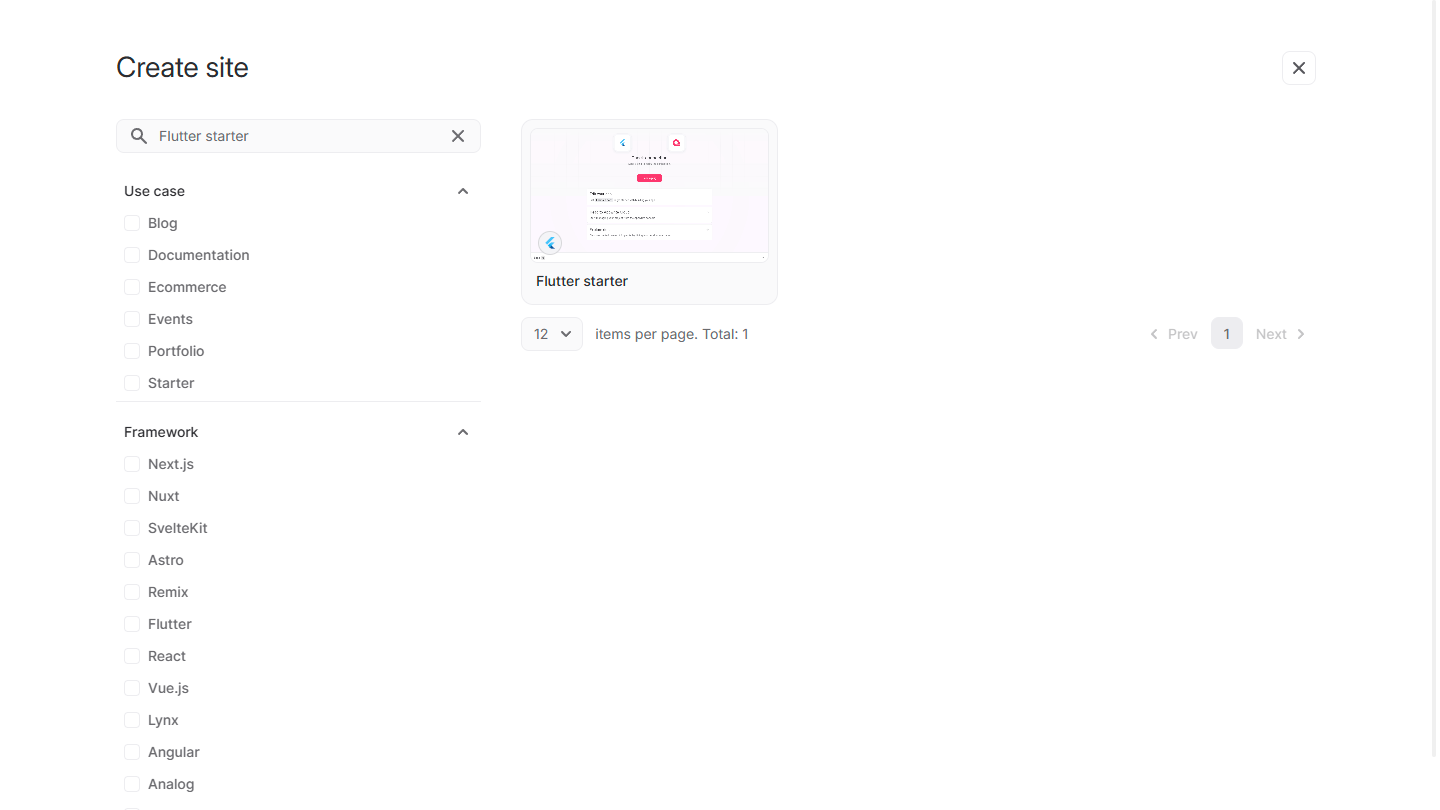 Create site
Flutter starter
Use case
Blog
Documentation
Ecommerce
Events
Portfolio
Starter
Framework
Next.js
Nuxt
SvelteKit
Astro
Remix
Flutter
React
Vue.js
Lynx
Angular
Analog
Flutter starter
12 items per page. Total: 1
Prev 1 Next